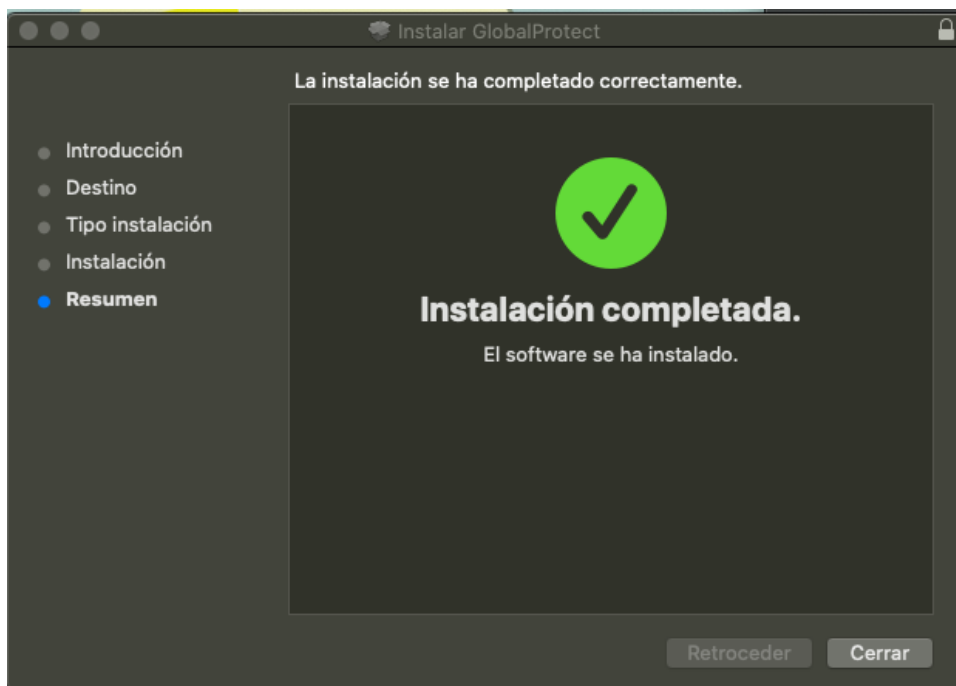 Instalar GlobalProtect
La instalación se ha completado correctamente.
Introducción
Destino
Tipo instalación
Instalación
Resumen
Instalación completada.
El software se ha instalado.
Retroceder
Cerrar